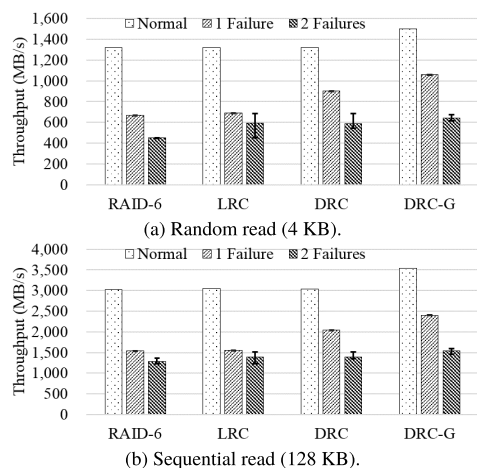 Normal 1 Failure 2 Failures
Throughput (MB/s)
1,600
1,400
1,200
1,000
800
600
400
200
0
RAID-6 LRC DRC DRC-G
(a) Random read (4 KB).
Normal 1 Failure 2 Failures
Throughput (MB/s)
4,000
3,500
3,000
2,500
2,000
1,500
1,000
500
0
RAID-6 LRC DRC DRC-G
(b) Sequential read (128 KB).